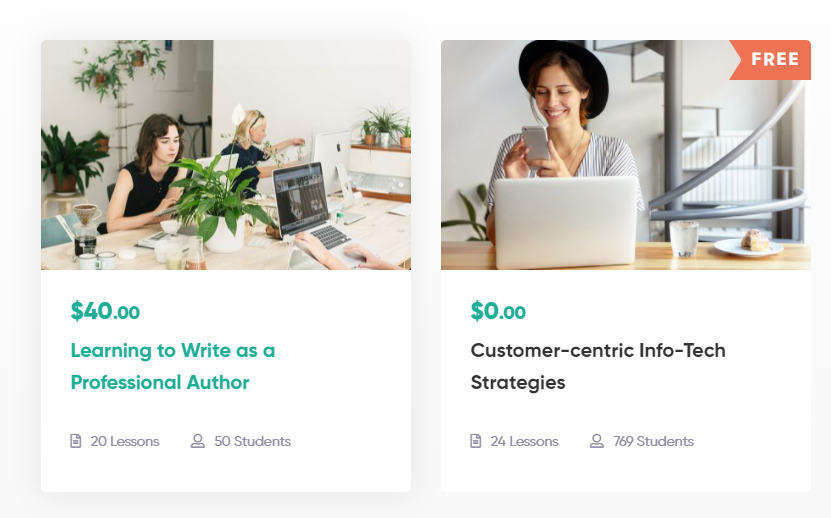 FREE
$40.00
Learning to Write as a
Professional Author
20 Lessons 50 Students
$0.00
Customer-centric Info-Tech
Strategies
24 Lessons 769 Students